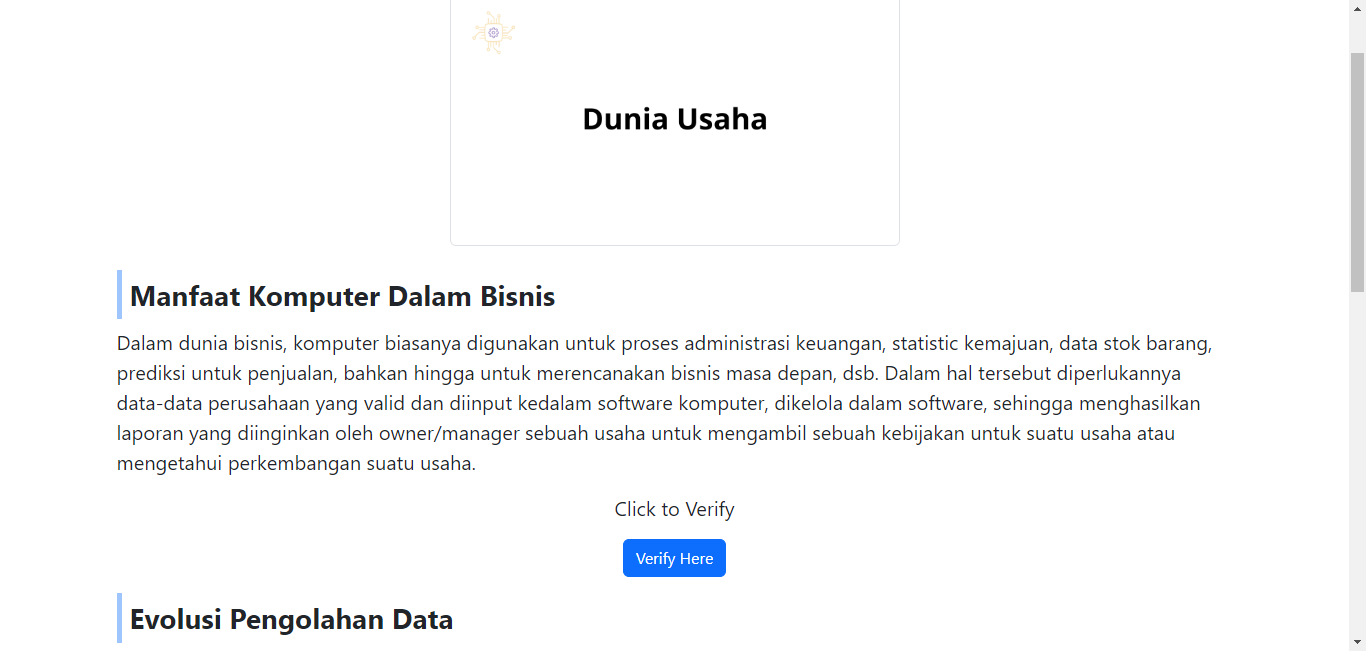 Dunia Usaha
Manfaat Komputer Dalam Bisnis
Dalam dunia bisnis, komputer biasanya digunakan untuk proses administrasi keuangan, statistic kemajuan, data stok barang,
prediksi untuk penjualan, bahkan hingga untuk merencanakan bisnis masa depan, dsb. Dalam hal tersebut diperlukannya
data-data perusahaan yang valid dan diinput kedalam software komputer, dikelola dalam software, sehingga menghasilkan
laporan yang diinginkan oleh owner/manager sebuah usaha untuk mengambil sebuah kebijakan untuk suatu usaha atau
mengetahui perkembangan suatu usaha.
Click to Verify
Verify Here
Evolusi Pengolahan Data